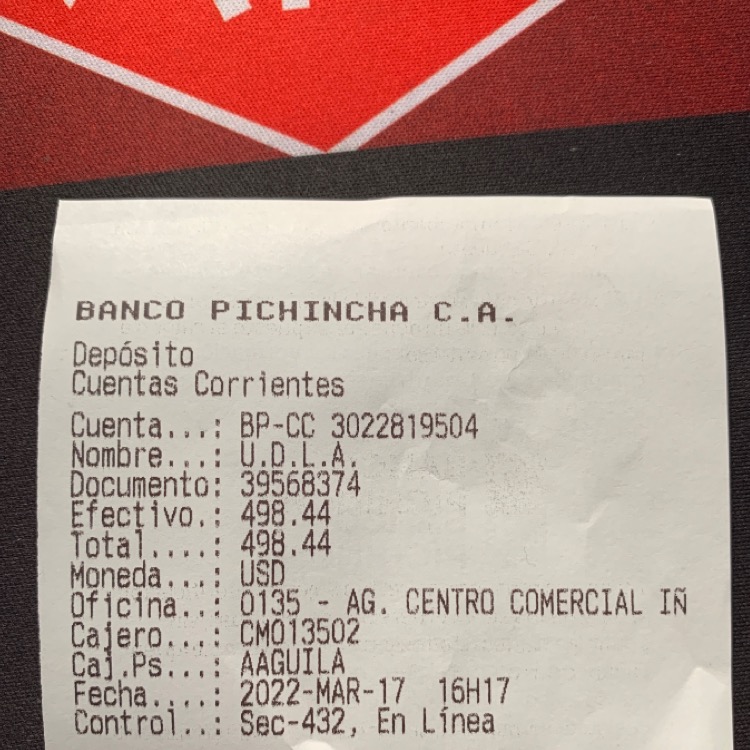 BANCO PICHINCHA C.A.
Depósito
Cuentas Corrientes
Cuenta...: BP-CC 3022819504
Nombre...: U.D.L.A.
Documento: 39568374
Efectivo.: 498.44
Total....: 498.44
Moneda...: USD
Oficina..: 0135 - AG. CENTRO COMERCIAL IÑ
Cajero...: CM013502
Caj.Ps...: AAGUILA
Fecha....: 2022-MAR-17 16H17
Control..: Sec-432, En Línea